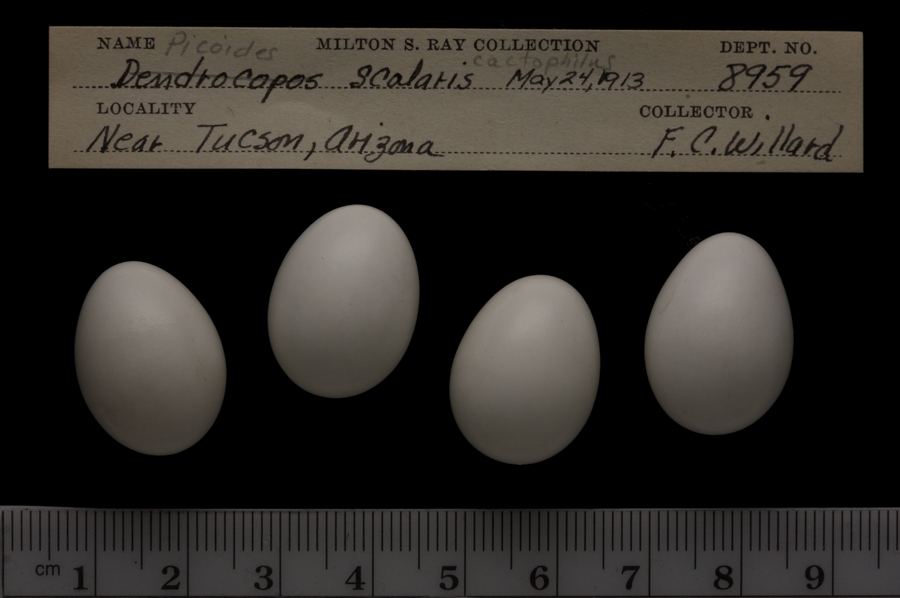 NAME Picoides MILTON S. RAY COLLECTION DEPT. NO.
cactophilus
Dendrocopos Scalaris May 24, 1913 8959
LOCALITY COLLECTOR
Near Tucson, Arizona F. C. Willard
cm 1 2 3 4 5 6 7 8 9